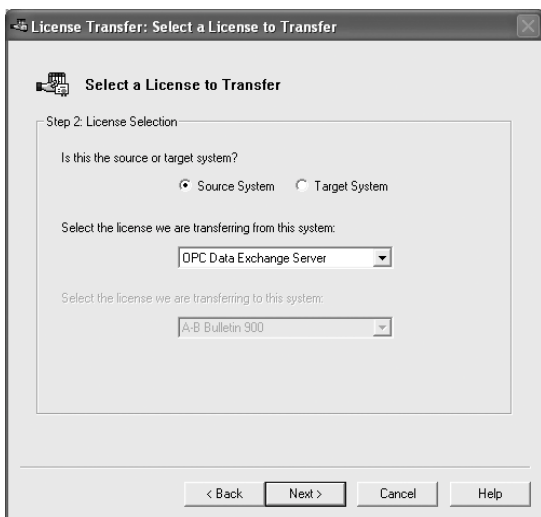 License Transfer: Select a License to Transfer
Select a License to Transfer
Step 2: License Selection
Is this the source or target system?
Source System Target System
Select the license we are transferring from this system:
OPC Data Exchange Server
Select the license we are transferring to this system:
A-B Bulletin 900
< Back Next > Cancel Help